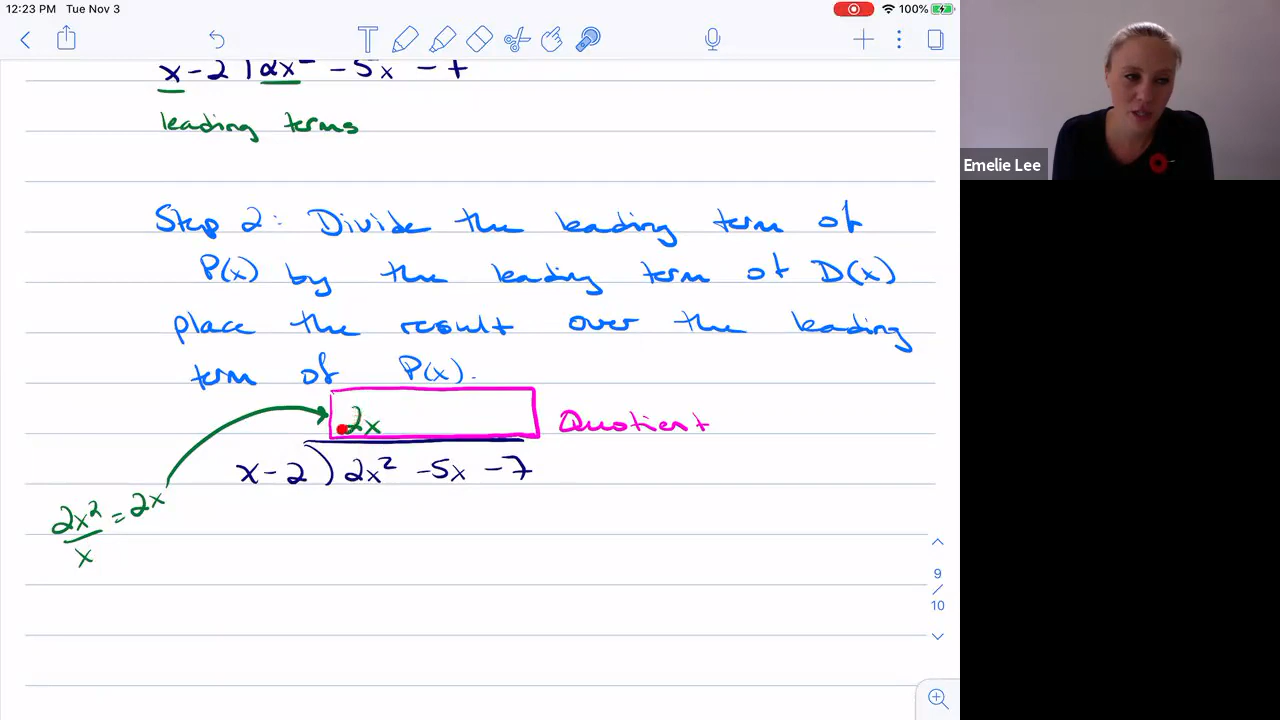 12:23 PM Tue Nov 3
100%
x - 2 ) 2x² - 5x - 7
leading terms
Emelie Lee
Step 2: Divide the leading term of
P(x) by the leading term of D(x)
place the result over the leading
term of P(x).
2x Quotient
x - 2 ) 2x² - 5x - 7
2x²/x = 2x
9
/
10